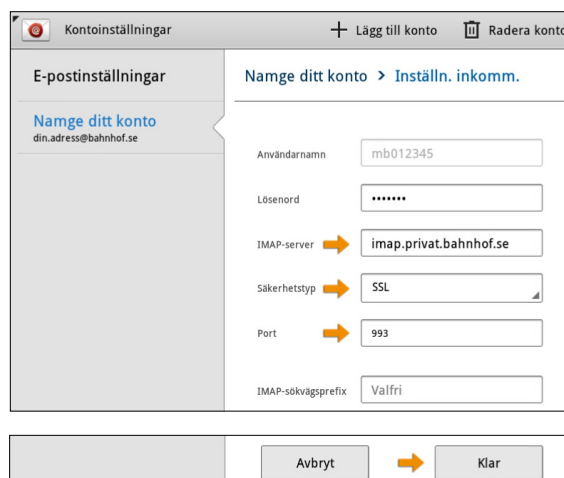 Kontoinställningar
Lägg till konto
Radera konto
E-postinställningar
Namge ditt konto > Inställn. inkomm.
Namge ditt konto
din.adress@bahnhof.se
Användarnamn mb012345
Lösenord •••••••
IMAP-server imap.privat.bahnhof.se
Säkerhetstyp SSL
Port 993
IMAP-sökvägsprefix Valfri
Avbryt Klar